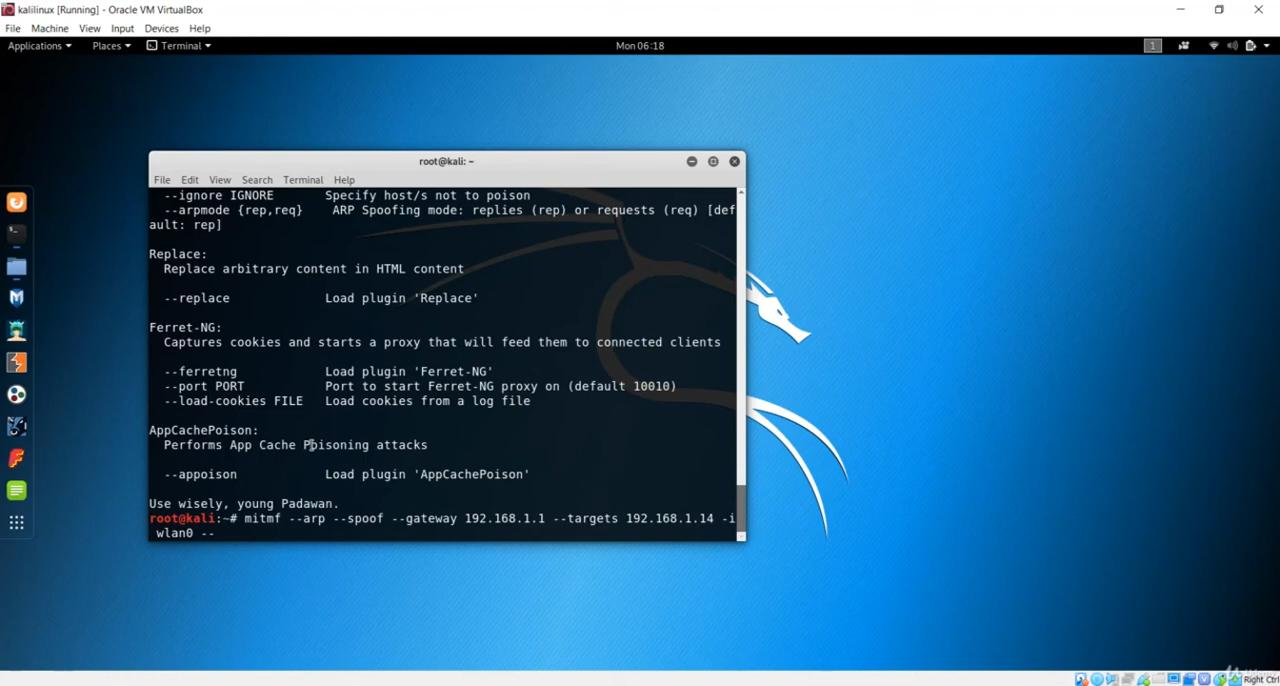 kalilinux [Running] - Oracle VM VirtualBox
File Machine View Input Devices Help
Applications Places Terminal Mon 06:18 1
root@kali: ~
File Edit View Search Terminal Help
--ignore IGNORE Specify host/s not to poison
--arpmode {rep,req} ARP Spoofing mode: replies (rep) or requests (req) [def
ault: rep]
Replace:
Replace arbitrary content in HTML content
--replace Load plugin 'Replace'
Ferret-NG:
Captures cookies and starts a proxy that will feed them to connected clients
--ferretng Load plugin 'Ferret-NG'
--port PORT Port to start Ferret-NG proxy on (default 10010)
--load-cookies FILE Load cookies from a log file
AppCachePoison:
Performs App Cache Poisoning attacks
--appoison Load plugin 'AppCachePoison'
Use wisely, young Padawan.
root@kali:~# mitmf --arp --spoof --gateway 192.168.1.1 --targets 192.168.1.14 -i
wlan0 --
Right Ctrl